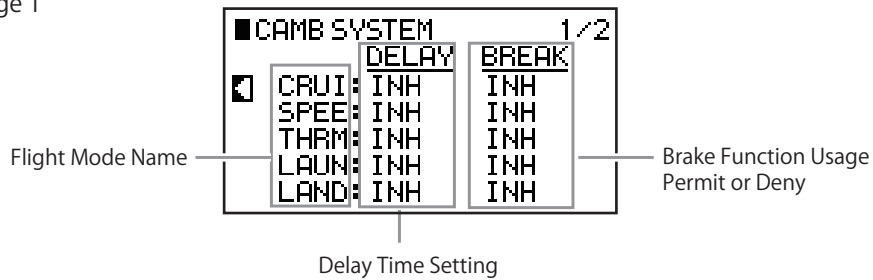 ge 1
CAMB SYSTEM 1/2
DELAY BREAK
CRUI: INH INH
SPEE: INH INH
THRM: INH INH
LAUN: INH INH
LAND: INH INH
Flight Mode Name
Brake Function Usage
Permit or Deny
Delay Time Setting